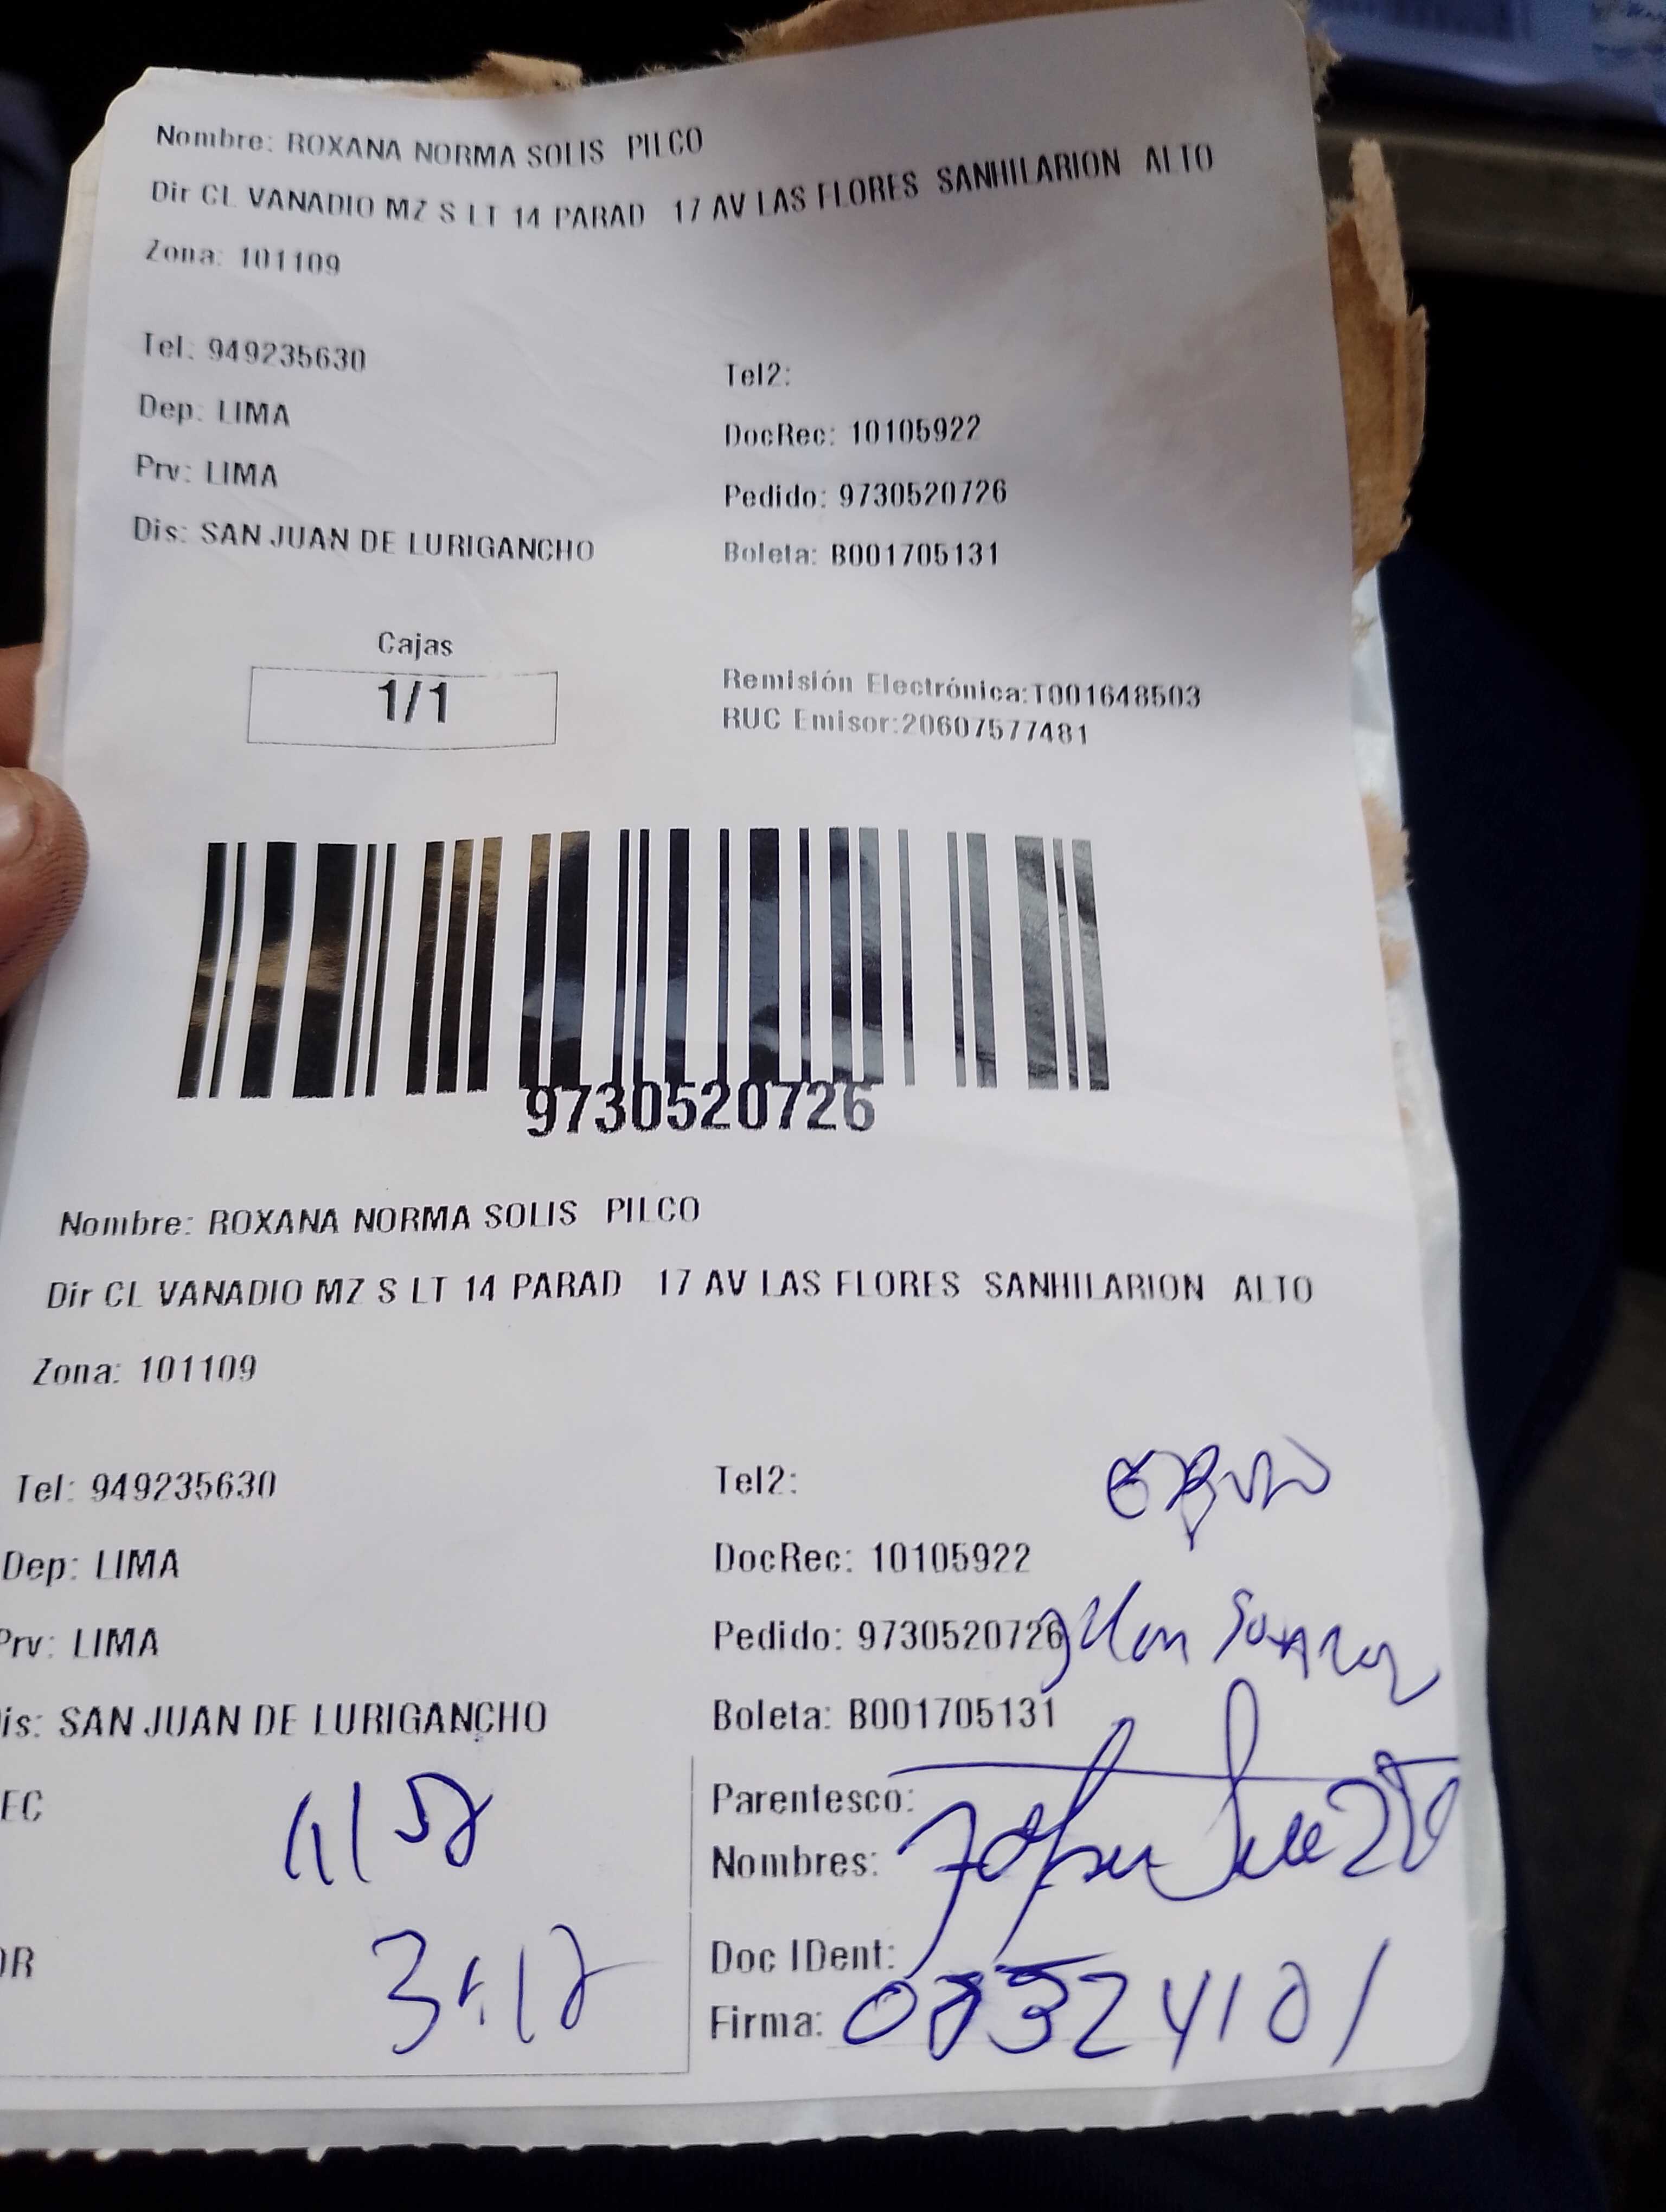 Nombre: ROXANA NORMA SOLIS PILCO
Dir CL VANADIO MZ S LT 14 PARAD 17 AV LAS FLORES SANHILARION ALTO
Zona: 101109
Tel: 949235630
Tel2:
Dep: LIMA
DocRec: 10105922
Prv: LIMA
Pedido: 9730520726
Dis: SAN JUAN DE LURIGANCHO
Boleta: B001705131
Cajas
1/1
Remisión Electrónica:T001648503
RUC Emisor:20607577481
9730520726
Nombre: ROXANA NORMA SOLIS PILCO
Dir CL VANADIO MZ S LT 14 PARAD 17 AV LAS FLORES SANHILARION ALTO
Zona: 101109
Tel: 949235630
Tel2:
Dep: LIMA
DocRec: 10105922
Prv: LIMA
Pedido: 9730520726
is: SAN JUAN DE LURIGANCHO
Boleta: B001705131
EC
Parentesco:
Nombres:
OR
Doc IDent:
Firma: